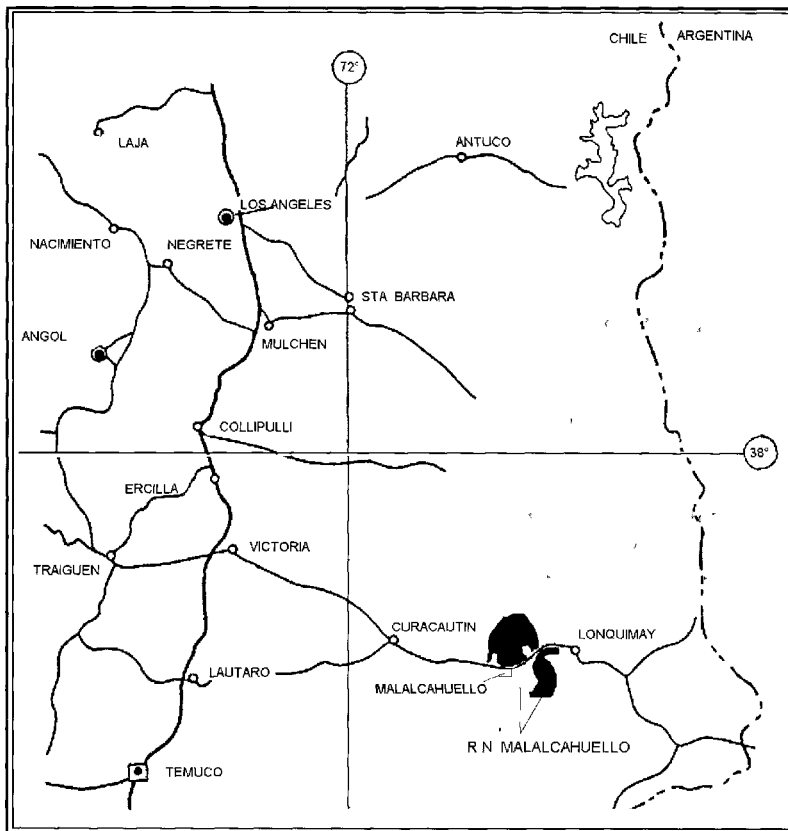 CHILE ARGENTINA
72°
LAJA
ANTUCO
LOS ANGELES
NACIMIENTO
NEGRETE
STA BARBARA
ANGOL
MULCHEN
COLLIPULLI
38°
ERCILLA
VICTORIA
TRAIGUEN
CURACAUTIN
LONQUIMAY
LAUTARO
MALALCAHUELLO
R N MALALCAHUELLO
TEMUCO